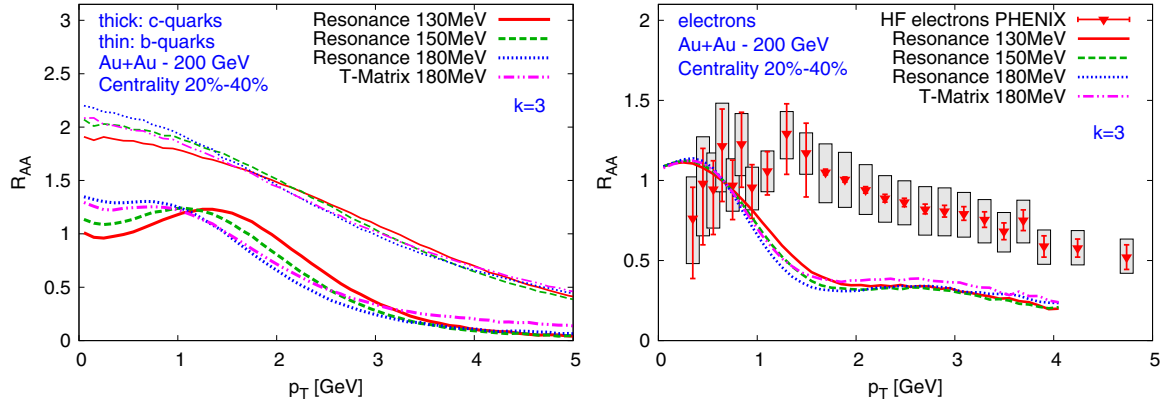 thick: c-quarks
thin: b-quarks
Au+Au - 200 GeV
Centrality 20%-40%
Resonance 130MeV
Resonance 150MeV
Resonance 180MeV
T-Matrix 180MeV
k=3
R_AA
3
2.5
2
1.5
1
0.5
0
0 1 2 3 4 5
p_T [GeV]
electrons
Au+Au - 200 GeV
Centrality 20%-40%
HF electrons PHENIX
Resonance 130MeV
Resonance 150MeV
Resonance 180MeV
T-Matrix 180MeV
k=3
R_AA
2
1.5
1
0.5
0
0 1 2 3 4 5
p_T [GeV]